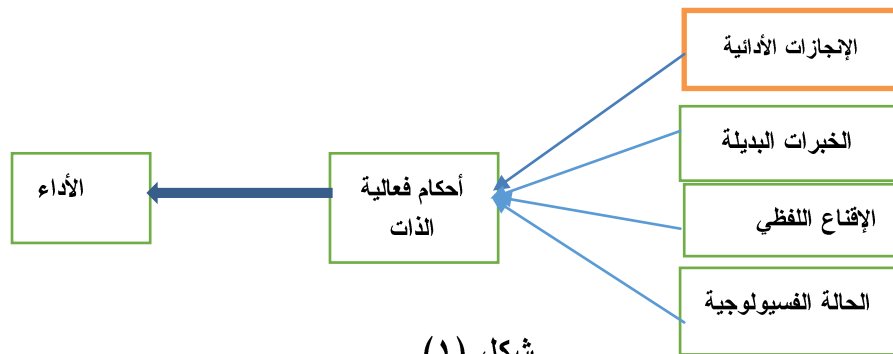 الإنجازات الأدائية
الخبرات البديلة
الإقناع اللفظي
الحالة الفسيولوجية
أحكام فعالية
الذات
الأداء
شكل (١)